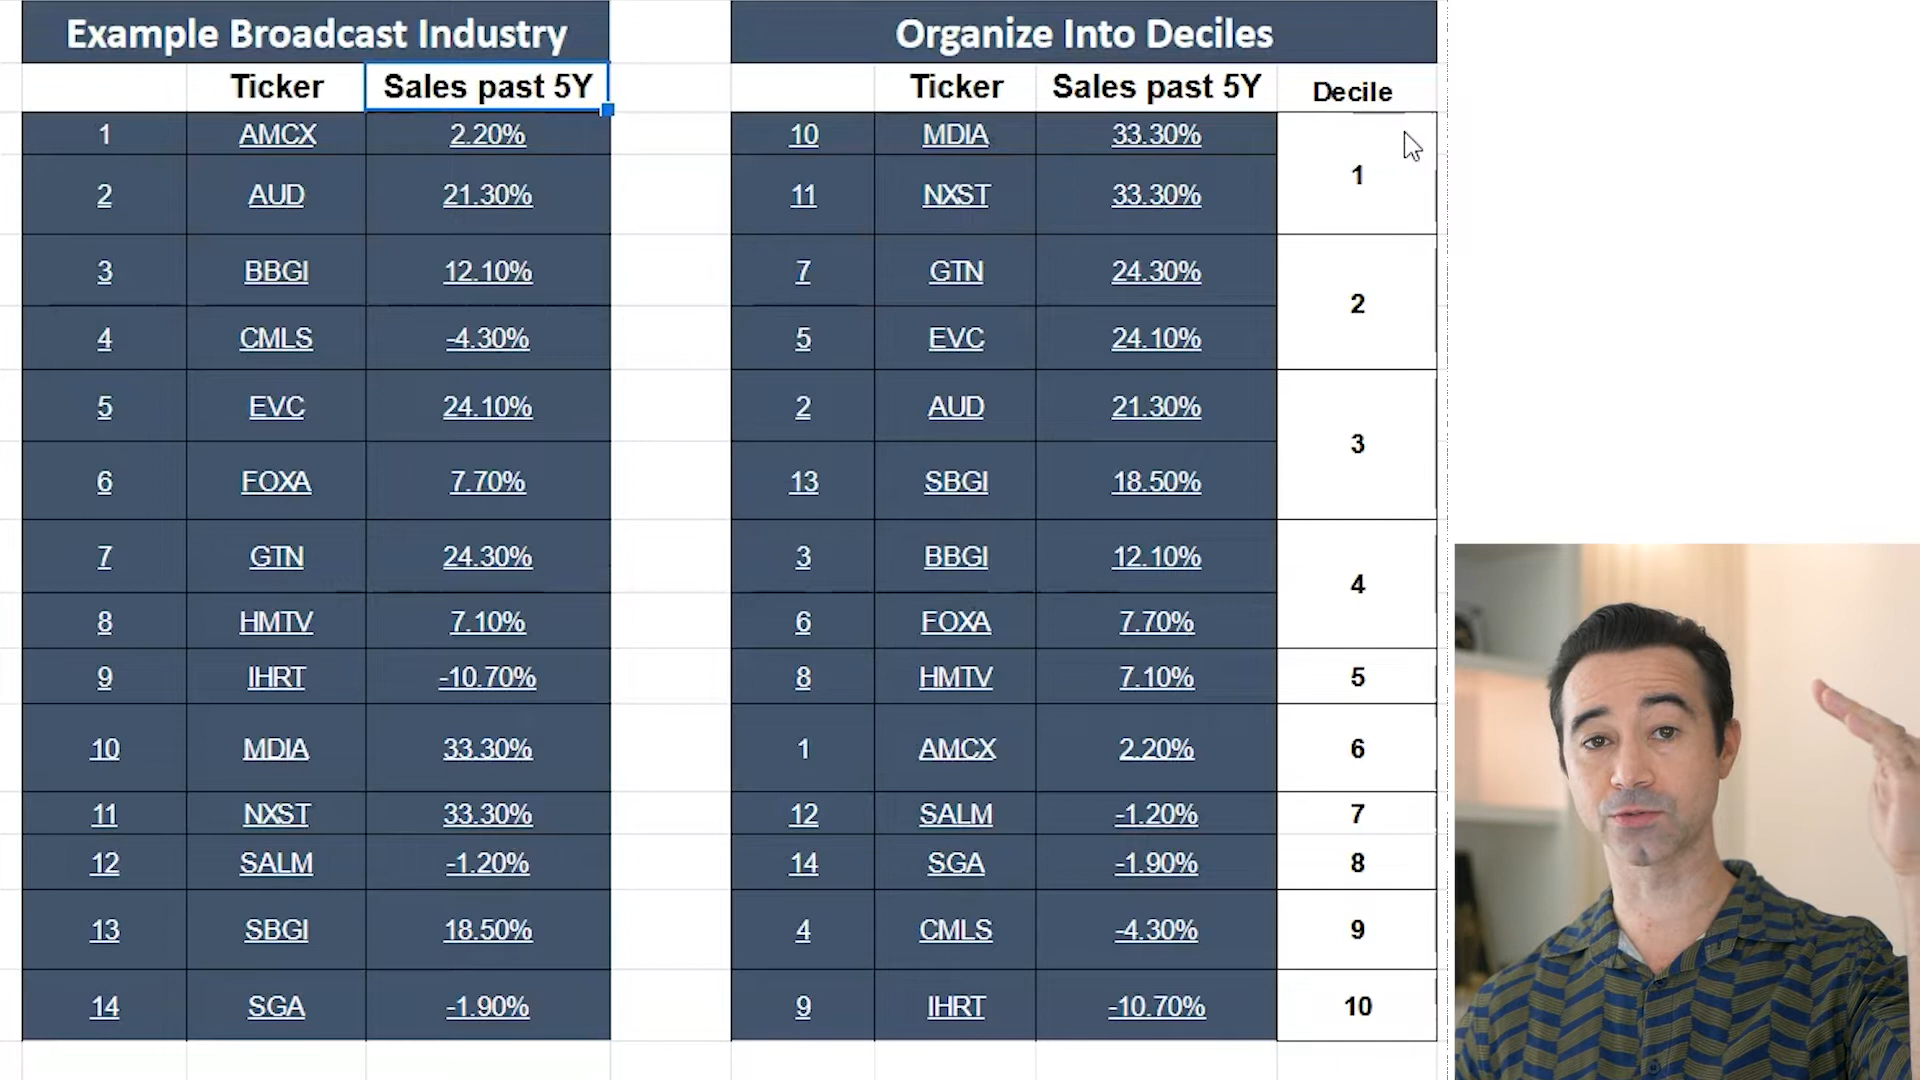 Example Broadcast Industry
Ticker Sales past 5Y
1 AMCX 2.20%
2 AUD 21.30%
3 BBGI 12.10%
4 CMLS -4.30%
5 EVC 24.10%
6 FOXA 7.70%
7 GTN 24.30%
8 HMTV 7.10%
9 IHRT -10.70%
10 MDIA 33.30%
11 NXST 33.30%
12 SALM -1.20%
13 SBGI 18.50%
14 SGA -1.90%
Organize Into Deciles
Ticker Sales past 5Y Decile
10 MDIA 33.30% 1
11 NXST 33.30%
7 GTN 24.30% 2
5 EVC 24.10%
2 AUD 21.30% 3
13 SBGI 18.50%
3 BBGI 12.10% 4
6 FOXA 7.70%
8 HMTV 7.10% 5
1 AMCX 2.20% 6
12 SALM -1.20% 7
14 SGA -1.90% 8
4 CMLS -4.30% 9
9 IHRT -10.70% 10